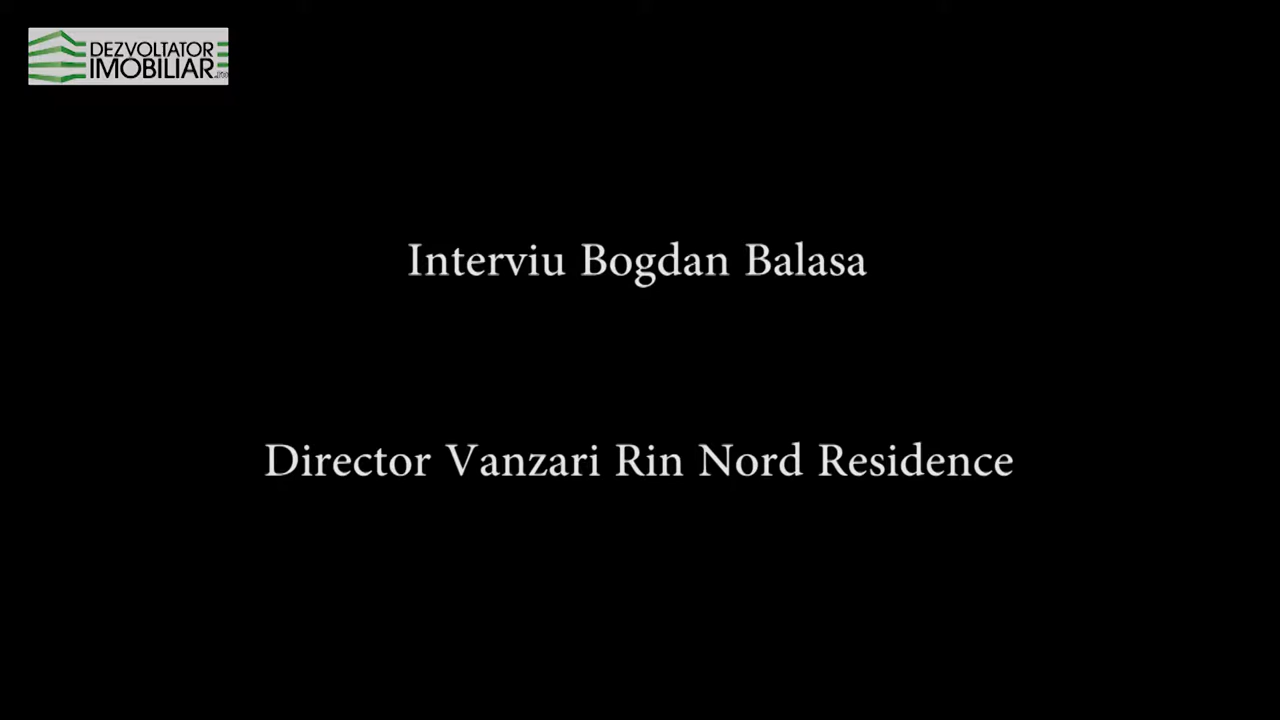 DEZVOLTATOR
IMOBILIAR
Interviu Bogdan Balasa
Director Vanzari Rin Nord Residence